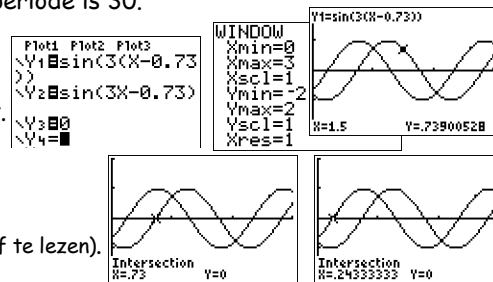 periode is 30.
Plot1 Plot2 Plot3
\Y1=sin(3(X-0.73
))
\Y2=sin(3X-0.73)
\Y3=0
\Y4=
WINDOW
Xmin=0
Xmax=3
Xscl=1
Ymin=-2
Ymax=2
Yscl=1
Xres=1
Y1=sin(3(X-0.73))
X=1.5 Y=.73900528
f te lezen).
Intersection
X=.73 Y=0
Intersection
X=.24333333 Y=0